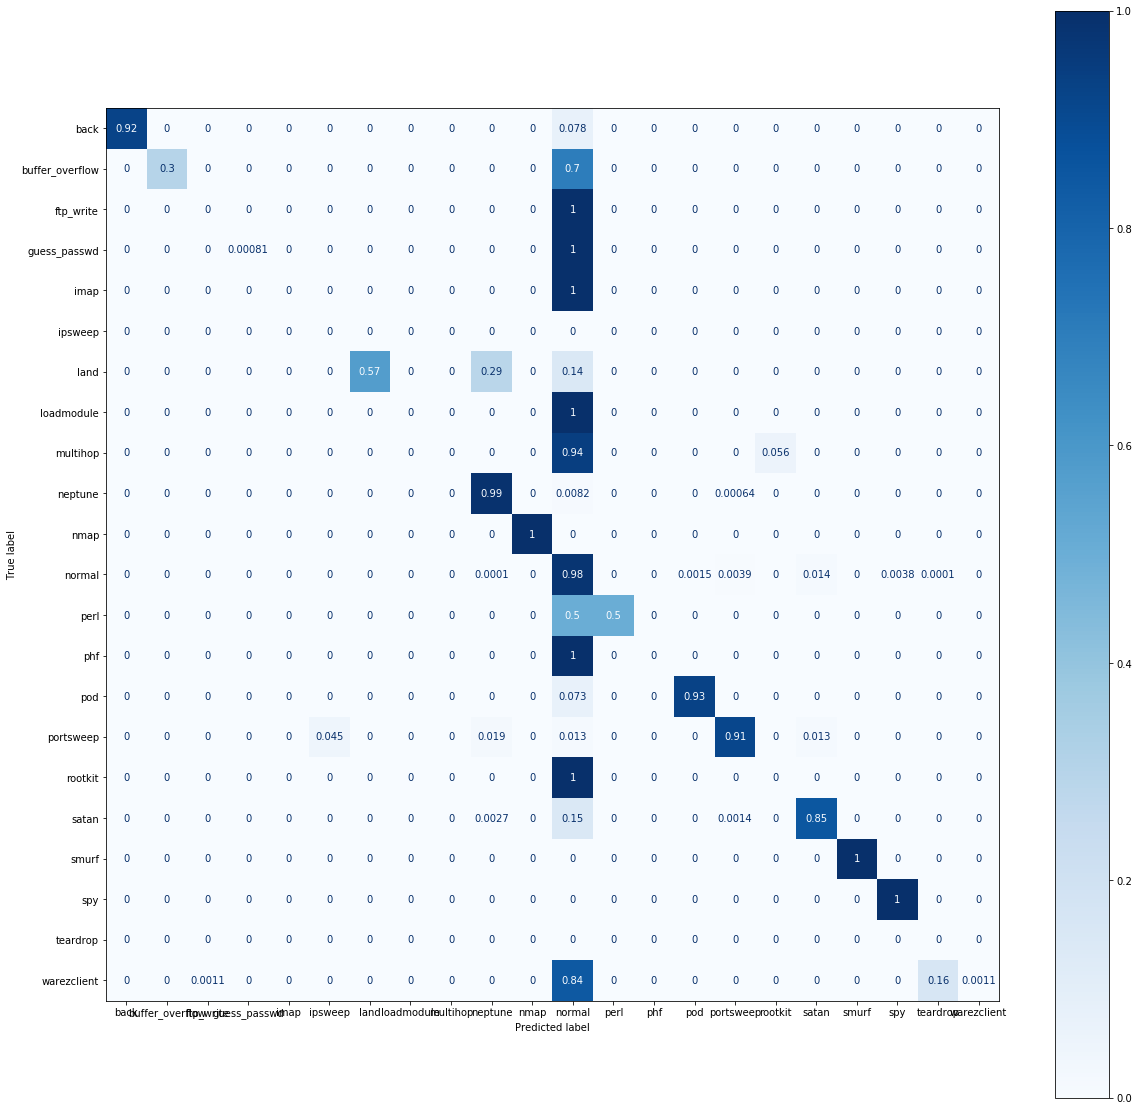 back 0.92 0 0 0 0 0 0 0 0 0 0 0.078 0 0 0 0 0 0 0 0 0 0
buffer_overflow 0 0.3 0 0 0 0 0 0 0 0 0 0.7 0 0 0 0 0 0 0 0 0 0
ftp_write 0 0 0 0 0 0 0 0 0 0 0 1 0 0 0 0 0 0 0 0 0 0
guess_passwd 0 0 0 0.00081 0 0 0 0 0 0 0 1 0 0 0 0 0 0 0 0 0 0
imap 0 0 0 0 0 0 0 0 0 0 0 1 0 0 0 0 0 0 0 0 0 0
ipsweep 0 0 0 0 0 0 0 0 0 0 0 0 0 0 0 0 0 0 0 0 0 0
land 0 0 0 0 0 0 0.57 0 0 0.29 0 0.14 0 0 0 0 0 0 0 0 0 0
loadmodule 0 0 0 0 0 0 0 0 0 0 0 1 0 0 0 0 0 0 0 0 0 0
multihop 0 0 0 0 0 0 0 0 0 0 0 0.94 0 0 0 0 0.056 0 0 0 0 0
neptune 0 0 0 0 0 0 0 0 0 0.99 0 0.0082 0 0 0 0.00064 0 0 0 0 0 0
nmap 0 0 0 0 0 0 0 0 0 0 1 0 0 0 0 0 0 0 0 0 0 0
normal 0 0 0 0 0 0 0 0 0 0.0001 0 0.98 0 0 0.0015 0.0039 0 0.014 0 0.0038 0.0001 0
perl 0 0 0 0 0 0 0 0 0 0 0 0.5 0.5 0 0 0 0 0 0 0 0 0
phf 0 0 0 0 0 0 0 0 0 0 0 1 0 0 0 0 0 0 0 0 0 0
pod 0 0 0 0 0 0 0 0 0 0 0 0.073 0 0 0.93 0 0 0 0 0 0 0
portsweep 0 0 0 0 0 0.045 0 0 0 0.019 0 0.013 0 0 0 0.91 0 0.013 0 0 0 0
rootkit 0 0 0 0 0 0 0 0 0 0 0 1 0 0 0 0 0 0 0 0 0 0
satan 0 0 0 0 0 0 0 0 0 0.0027 0 0.15 0 0 0 0.0014 0 0.85 0 0 0 0
smurf 0 0 0 0 0 0 0 0 0 0 0 0 0 0 0 0 0 0 1 0 0 0
spy 0 0 0 0 0 0 0 0 0 0 0 0 0 0 0 0 0 0 0 1 0 0
teardrop 0 0 0 0 0 0 0 0 0 0 0 0 0 0 0 0 0 0 0 0 0 0
warezclient 0 0 0.0011 0 0 0 0 0 0 0 0 0.84 0 0 0 0 0 0 0 0 0.16 0.0011
back buffer_overflow ftp_write guess_passwd imap ipsweep land loadmodule multihop neptune nmap normal perl phf pod portsweep rootkit satan smurf spy teardrop warezclient
Predicted label
True label
1.0
0.8
0.6
0.4
0.2
0.0